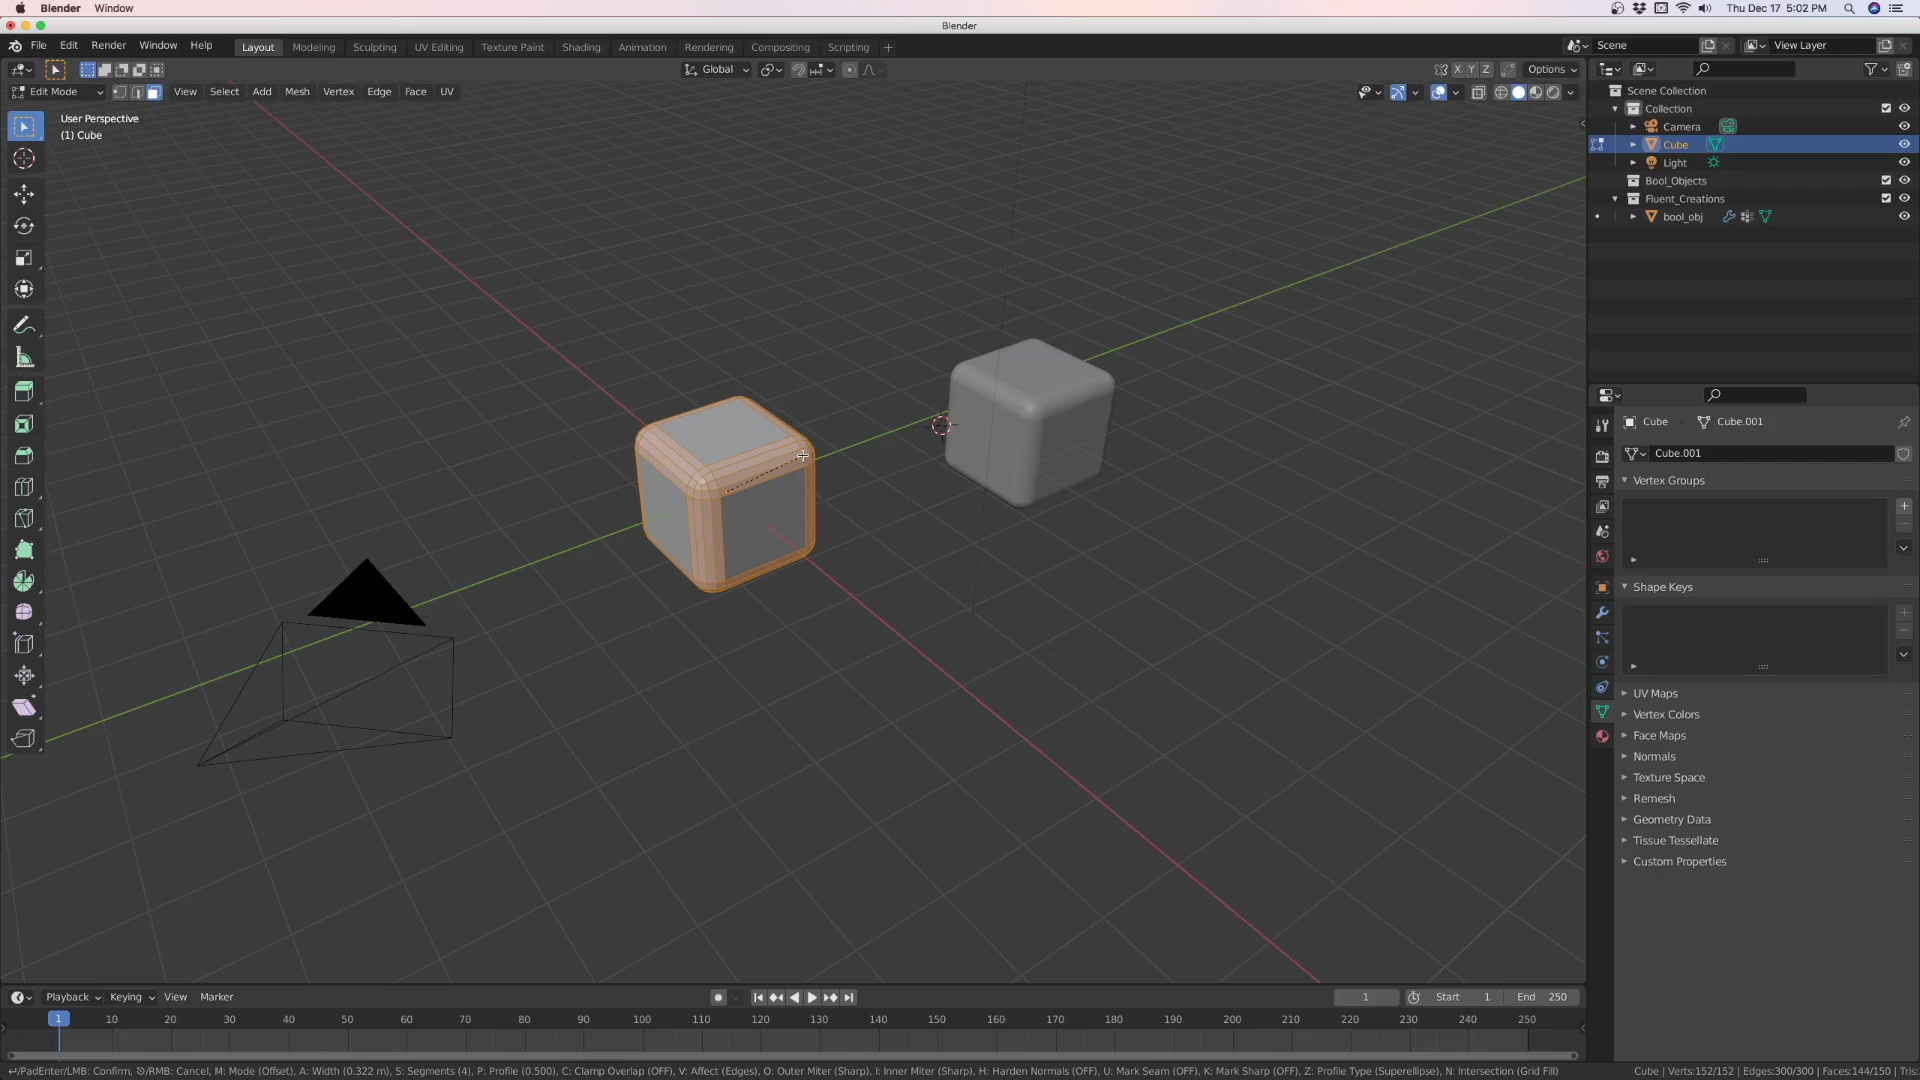 Blender Window Thu Dec 17 5:02 PM
Blender
File Edit Render Window Help Layout Modeling Sculpting UV Editing Texture Paint Shading Animation Rendering Compositing Scripting + Scene View Layer
Global X Y Z Options
Edit Mode View Select Add Mesh Vertex Edge Face UV
User Perspective
(1) Cube
Scene Collection
Collection
Camera
Cube
Light
Bool_Objects
Fluent_Creations
bool_obj
Cube Cube.001
Cube.001
Vertex Groups
Shape Keys
UV Maps
Vertex Colors
Face Maps
Normals
Texture Space
Remesh
Geometry Data
Tissue Tessellate
Custom Properties
Playback Keying View Marker 1 Start 1 End 250
1 10 20 30 40 50 60 70 80 90 100 110 120 130 140 150 160 170 180 190 200 210 220 230 240 250
/PadEnter/LMB: Confirm, /RMB: Cancel, M: Mode (Offset), A: Width (0.322 m), S: Segments (4), P: Profile (0.500), C: Clamp Overlap (OFF), V: Affect (Edges), O: Outer Miter (Sharp), I: Inner Miter (Sharp), H: Harden Normals (OFF), U: Mark Seam (OFF), K: Mark Sharp (OFF), Z: Profile Type (Superellipse), N: Intersection (Grid Fill) Cube | Verts:152/152 | Edges:300/300 | Faces:144/150 | Tris: